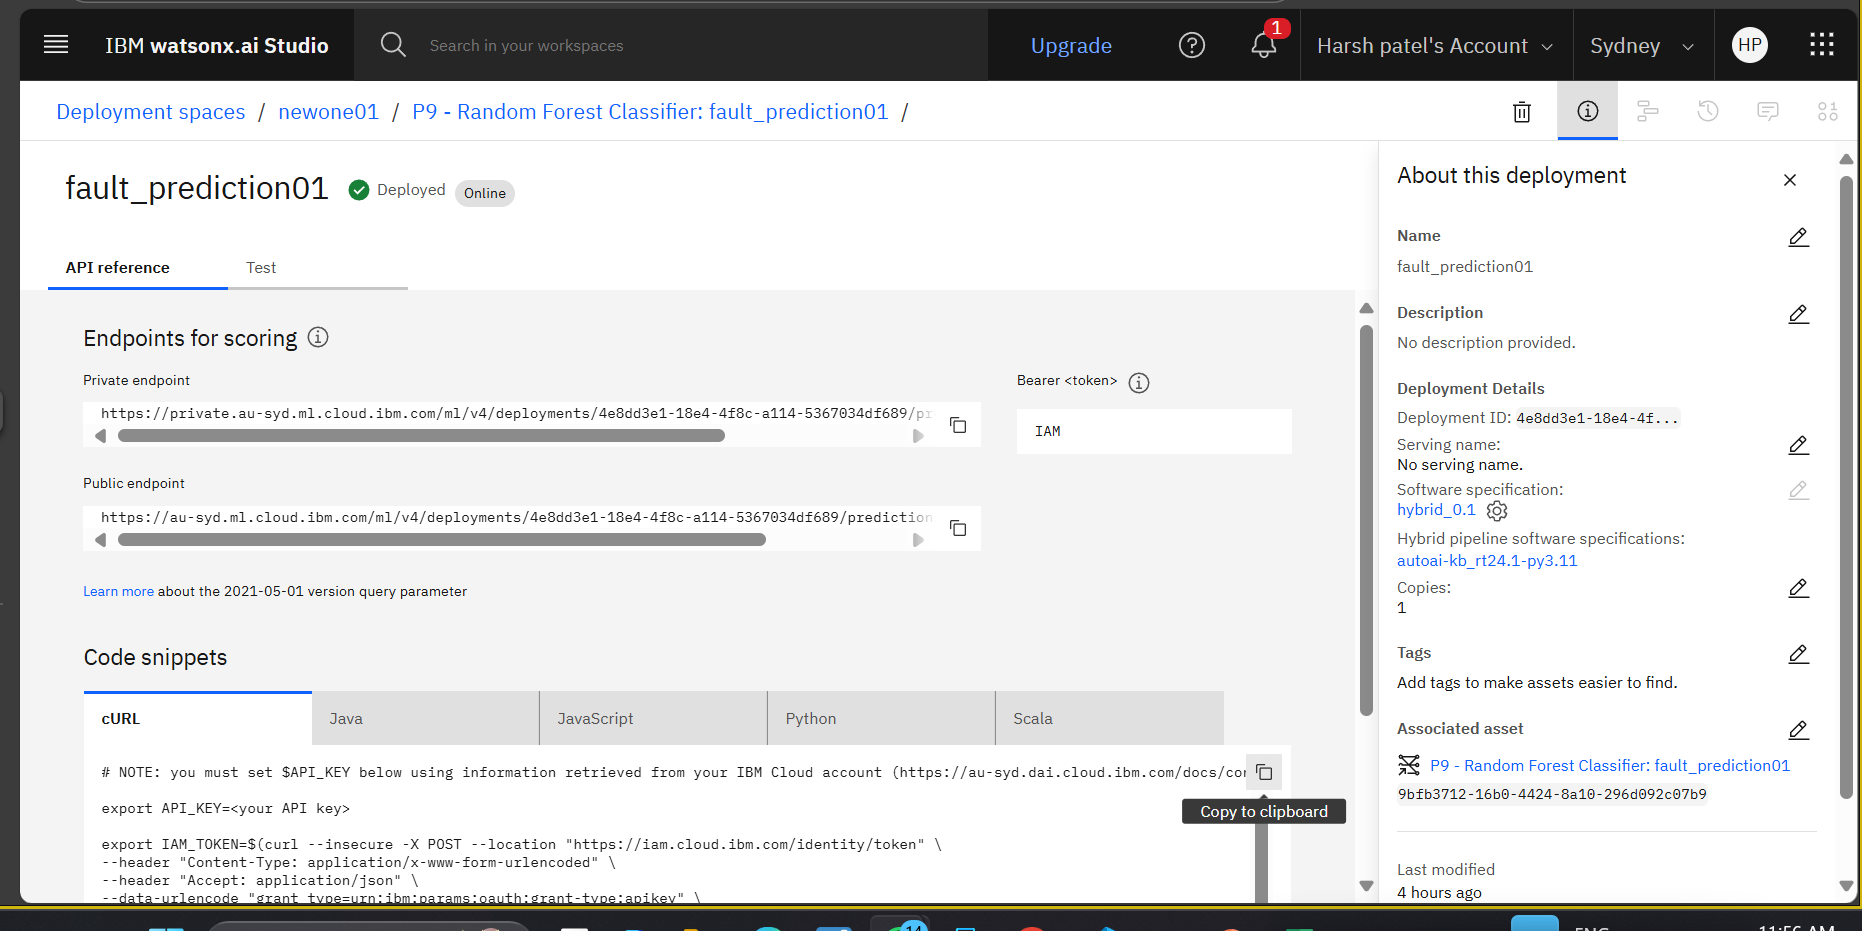 IBM watsonx.ai Studio
Search in your workspaces
Upgrade
1
Harsh patel's Account
Sydney
HP
Deployment spaces / newone01 / P9 - Random Forest Classifier: fault_prediction01 /
fault_prediction01
Deployed
Online
API reference
Test
Endpoints for scoring
Private endpoint
https://private.au-syd.ml.cloud.ibm.com/ml/v4/deployments/4e8dd3e1-18e4-4f8c-a114-5367034df689/pr
Bearer <token>
IAM
Public endpoint
https://au-syd.ml.cloud.ibm.com/ml/v4/deployments/4e8dd3e1-18e4-4f8c-a114-5367034df689/prediction
Learn more about the 2021-05-01 version query parameter
Code snippets
cURL
Java
JavaScript
Python
Scala
# NOTE: you must set $API_KEY below using information retrieved from your IBM Cloud account (https://au-syd.dai.cloud.ibm.com/docs/con
export API_KEY=<your API key>
Copy to clipboard
export IAM_TOKEN=$(curl --insecure -X POST --location "https://iam.cloud.ibm.com/identity/token" \
--header "Content-Type: application/x-www-form-urlencoded" \
--header "Accept: application/json" \
--data-urlencode "grant_type=urn:ibm:params:oauth:grant-type:apikey" \
About this deployment
Name
fault_prediction01
Description
No description provided.
Deployment Details
Deployment ID: 4e8dd3e1-18e4-4f...
Serving name:
No serving name.
Software specification:
hybrid_0.1
Hybrid pipeline software specifications:
autoai-kb_rt24.1-py3.11
Copies:
1
Tags
Add tags to make assets easier to find.
Associated asset
P9 - Random Forest Classifier: fault_prediction01
9bfb3712-16b0-4424-8a10-296d092c07b9
Last modified
4 hours ago
14
ENG
11:56 AM